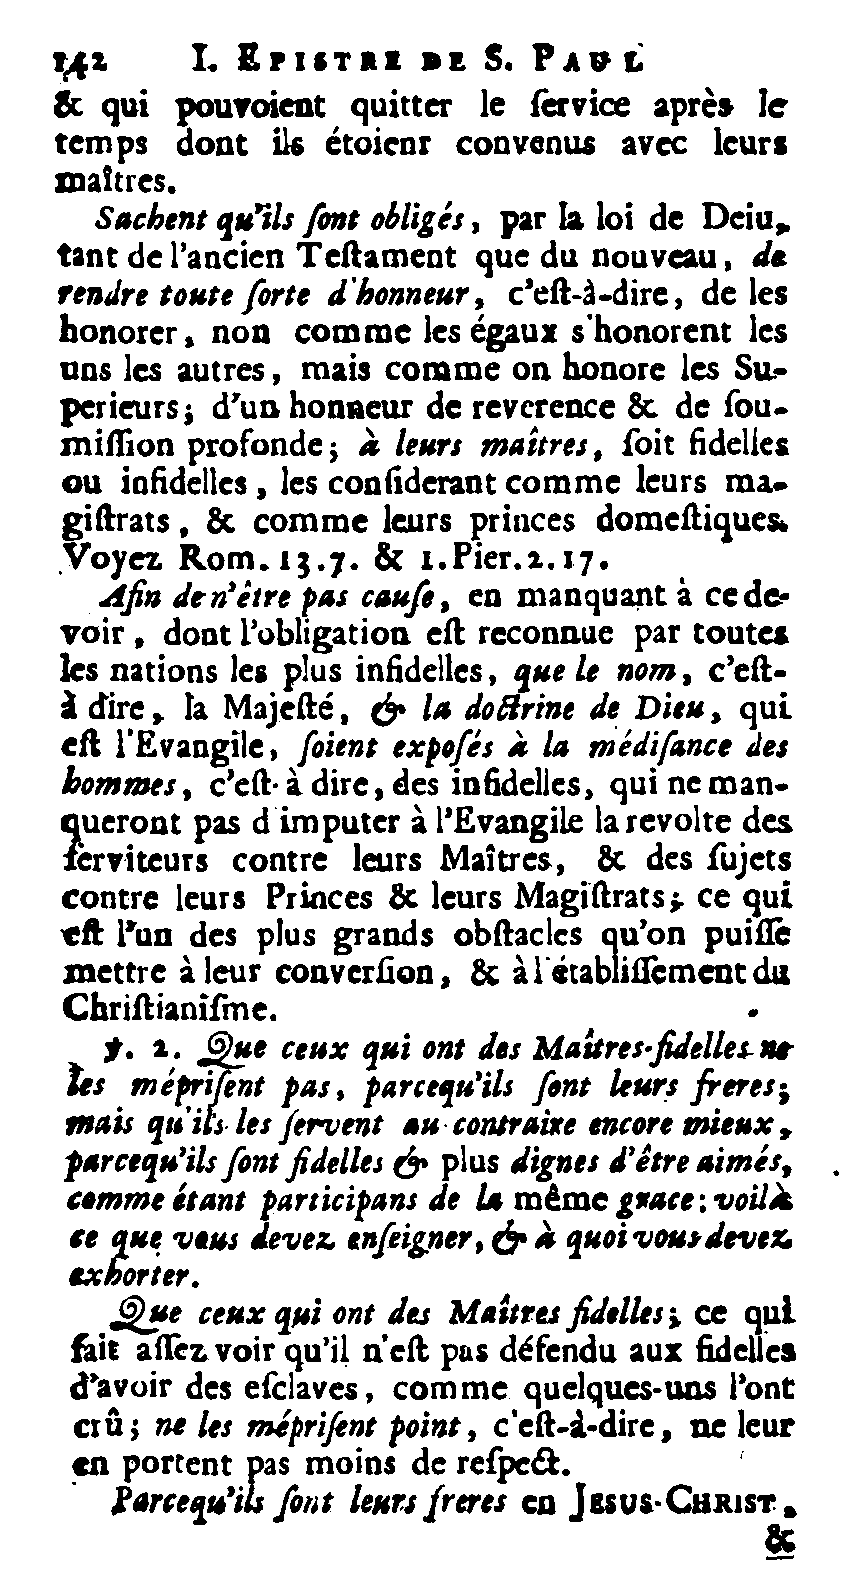 142 I. EPISTRE DE S. PAUL
& qui pouvoient quitter le ſervice après le
temps dont ils étoienr convenus avec leurs
maîtres.
Sachent qu'ils ſont obligés, par la loi de Deiu,
tant de l'ancien Teſtament que du nouveau, de
rendre toute ſorte d'honneur, c'eſt-à-dire, de les
honorer, non comme les égaux s'honorent les
uns les autres, mais comme on honore les Su-
perieurs; d'un honneur de reverence & de ſou-
miſſion profonde; à leurs maîtres, ſoit fidelles
ou infidelles, les conſiderant comme leurs ma-
giſtrats, & comme leurs princes domeſtiques.
Voyez Rom. 13.7. & 1. Pier. 2. 17.
Afin de n'être pas cauſe, en manquant à ce de-
voir, dont l'obligation eſt reconnue par toutes
les nations les plus infidelles, que le nom, c'eſt-
à dire, la Majeſté, & la doctrine de Dieu, qui
eſt l'Evangile, ſoient expoſés à la médiſance des
hommes, c'eſt-à dire, des infidelles, qui ne man-
queront pas d'imputer à l'Evangile la revolte des
ſerviteurs contre leurs Maîtres, & des ſujets
contre leurs Princes & leurs Magiſtrats; ce qui
eſt l'un des plus grands obſtacles qu'on puiſſe
mettre à leur converſion, & à l'établiſſement du
Chriſtianiſme.
℣. 2. Que ceux qui ont des Maîtres fidelles ne
les mépriſent pas, parcequ'ils ſont leurs freres;
mais qu'ils les ſervent au contraire encore mieux,
parcequ'ils ſont fidelles & plus dignes d'être aimés,
comme étant participans de la même grace: voilà
ce que vous devez enſeigner, & à quoi vous devez
exhorter.
Que ceux qui ont des Maîtres fidelles; ce qui
fait aſſez voir qu'il n'eſt pas défendu aux fidelles
d'avoir des eſclaves, comme quelques-uns l'ont
crû; ne les mépriſent point, c'eſt-à-dire, ne leur
en portent pas moins de reſpect.
Parcequ'ils ſont leurs freres en JESUS-CHRIST,
&